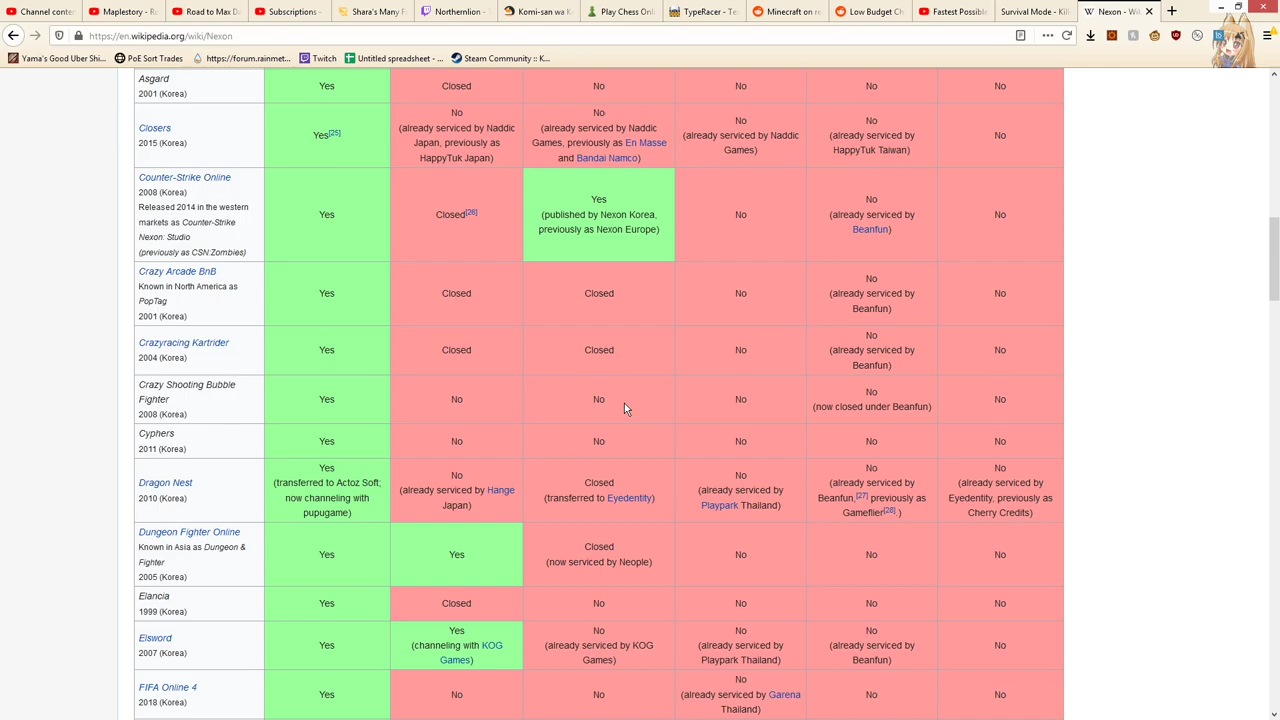 Channel content
Maplestory -
Road to Max D
Subscriptions -
Shara's Many F
Northernlion -
Komi-san wa K
Play Chess Onl
TypeRacer - Te
Minecraft on re
Low Budget Ch
Fastest Possible
Survival Mode - Kill
Nexon - Wi
https://en.wikipedia.org/wiki/Nexon
Yama's Good Uber Shi...
PoE Sort Trades
https://forum.rainmet...
Twitch
Untitled spreadsheet - ...
Steam Community :: K...
Asgard
2001 (Korea)
Yes
Closed
No
No
No
No
Closers
2015 (Korea)
Yes[25]
No
(already serviced by Naddic
Japan, previously as
HappyTuk Japan)
No
(already serviced by Naddic
Games, previously as En Masse
and Bandai Namco)
No
(already serviced by Naddic
Games)
No
(already serviced by
HappyTuk Taiwan)
No
Counter-Strike Online
2008 (Korea)
Released 2014 in the western
markets as Counter-Strike
Nexon: Studio
(previously as CSN:Zombies)
Yes
Closed[26]
Yes
(published by Nexon Korea,
previously as Nexon Europe)
No
No
(already serviced by
Beanfun)
No
Crazy Arcade BnB
Known in North America as
PopTag
2001 (Korea)
Yes
Closed
Closed
No
No
(already serviced by
Beanfun)
No
Crazyracing Kartrider
2004 (Korea)
Yes
Closed
Closed
No
No
(already serviced by
Beanfun)
No
Crazy Shooting Bubble
Fighter
2008 (Korea)
Yes
No
No
No
No
(now closed under Beanfun)
No
Cyphers
2011 (Korea)
Yes
No
No
No
No
No
Dragon Nest
2010 (Korea)
Yes
(transferred to Actoz Soft;
now channeling with
pupugame)
No
(already serviced by Hange
Japan)
Closed
(transferred to Eyedentity)
No
(already serviced by
Playpark Thailand)
No
(already serviced by
Beanfun,[27] previously as
Gameflier[28].)
No
(already serviced by
Eyedentity, previously as
Cherry Credits)
Dungeon Fighter Online
Known in Asia as Dungeon &
Fighter
2005 (Korea)
Yes
Yes
Closed
(now serviced by Neople)
No
No
No
Elancia
1999 (Korea)
Yes
Closed
No
No
No
No
Elsword
2007 (Korea)
Yes
Yes
(channeling with KOG
Games)
No
(already serviced by KOG
Games)
No
(already serviced by
Playpark Thailand)
No
(already serviced by
Beanfun)
No
FIFA Online 4
2018 (Korea)
Yes
No
No
No
(already serviced by Garena
Thailand)
No
No